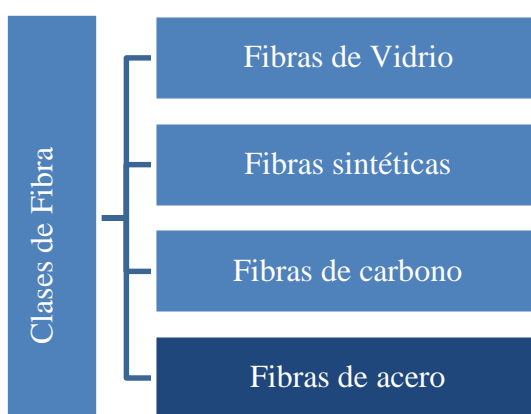 Clases de Fibra
Fibras de Vidrio
Fibras sintéticas
Fibras de carbono
Fibras de acero